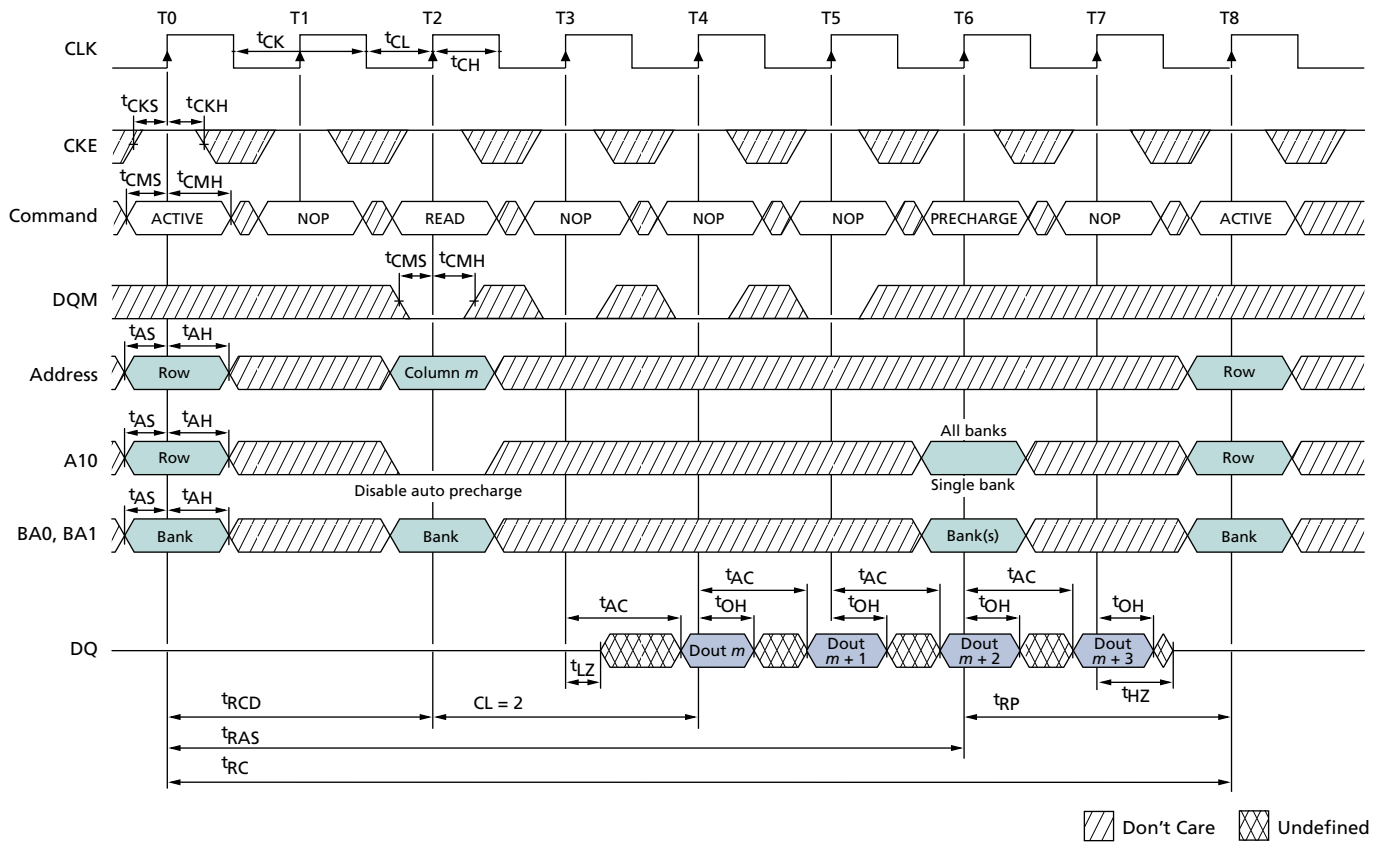 T0 T1 T2 T3 T4 T5 T6 T7 T8
CLK
tCK tCL tCH
tCKS tCKH
CKE
tCMS tCMH
Command ACTIVE NOP READ NOP NOP NOP PRECHARGE NOP ACTIVE
tCMS tCMH
DQM
tAS tAH
Address Row Column m Row
tAS tAH All banks
A10 Row Row
Disable auto precharge Single bank
tAS tAH
BA0, BA1 Bank Bank Bank(s) Bank
tAC tAC tAC tAC
tOH tOH tOH tOH
DQ Dout m Dout m + 1 Dout m + 2 Dout m + 3
tLZ tHZ
tRCD CL = 2 tRP
tRAS
tRC
Don't Care Undefined